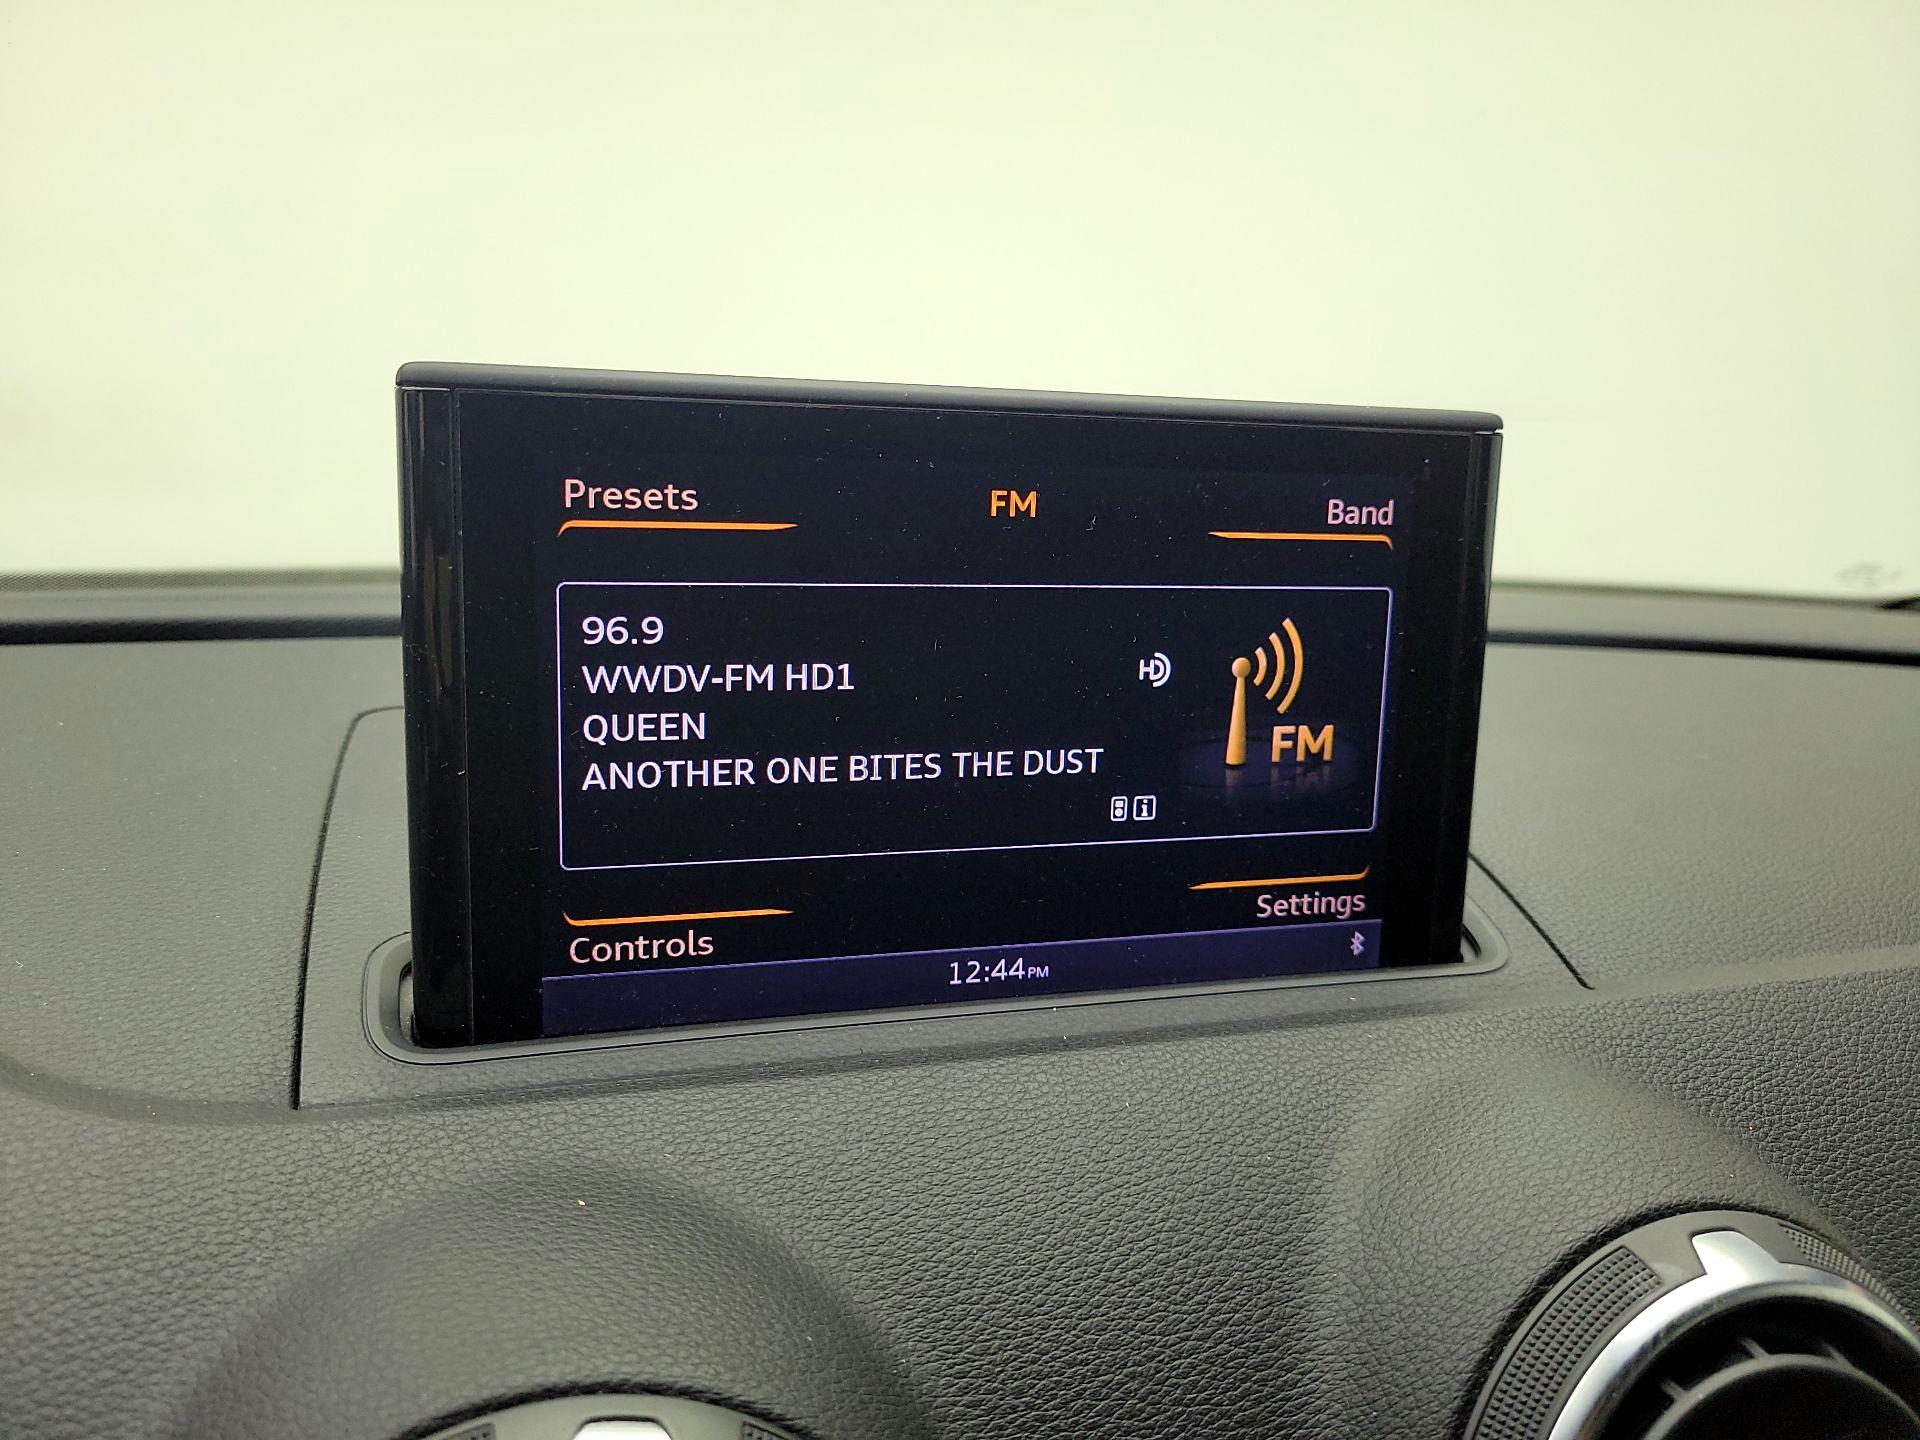 Presets
FM
Band
96.9
WWDV-FM HD1
HD
QUEEN
ANOTHER ONE BITES THE DUST
FM
i
Controls
Settings
12:44PM